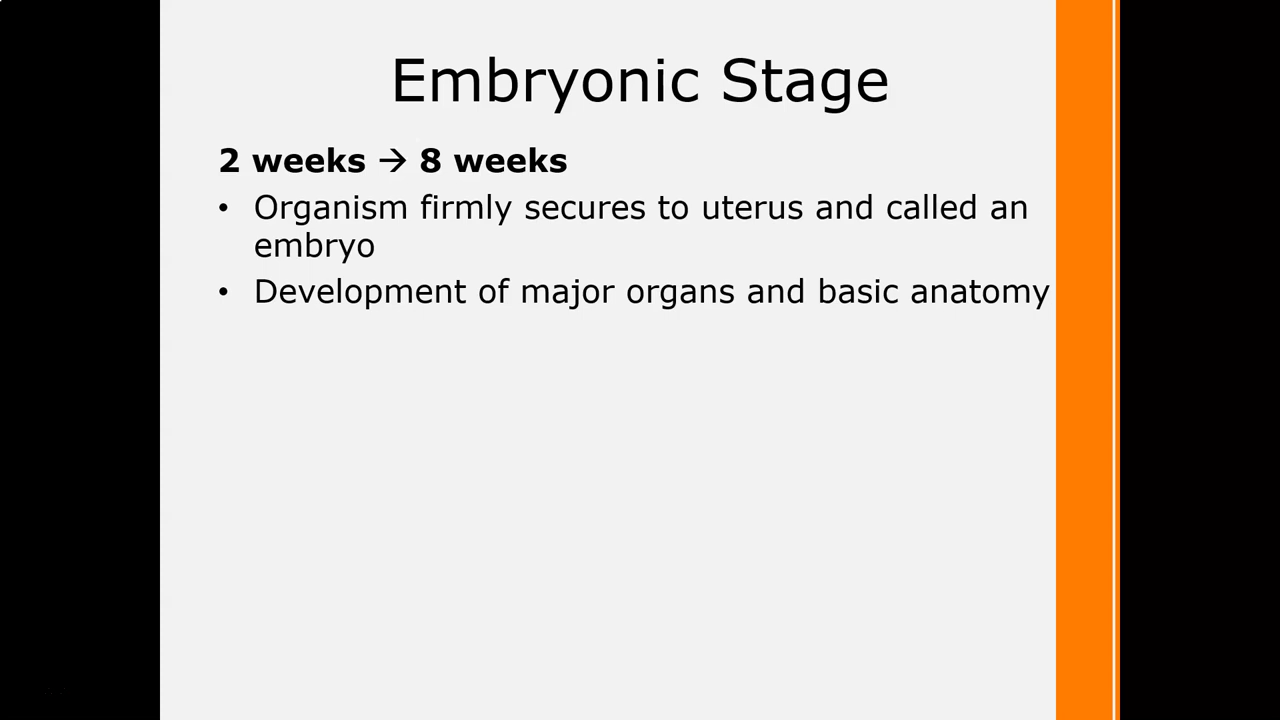 Embryonic Stage
2 weeks → 8 weeks
• Organism firmly secures to uterus and called an
embryo
• Development of major organs and basic anatomy